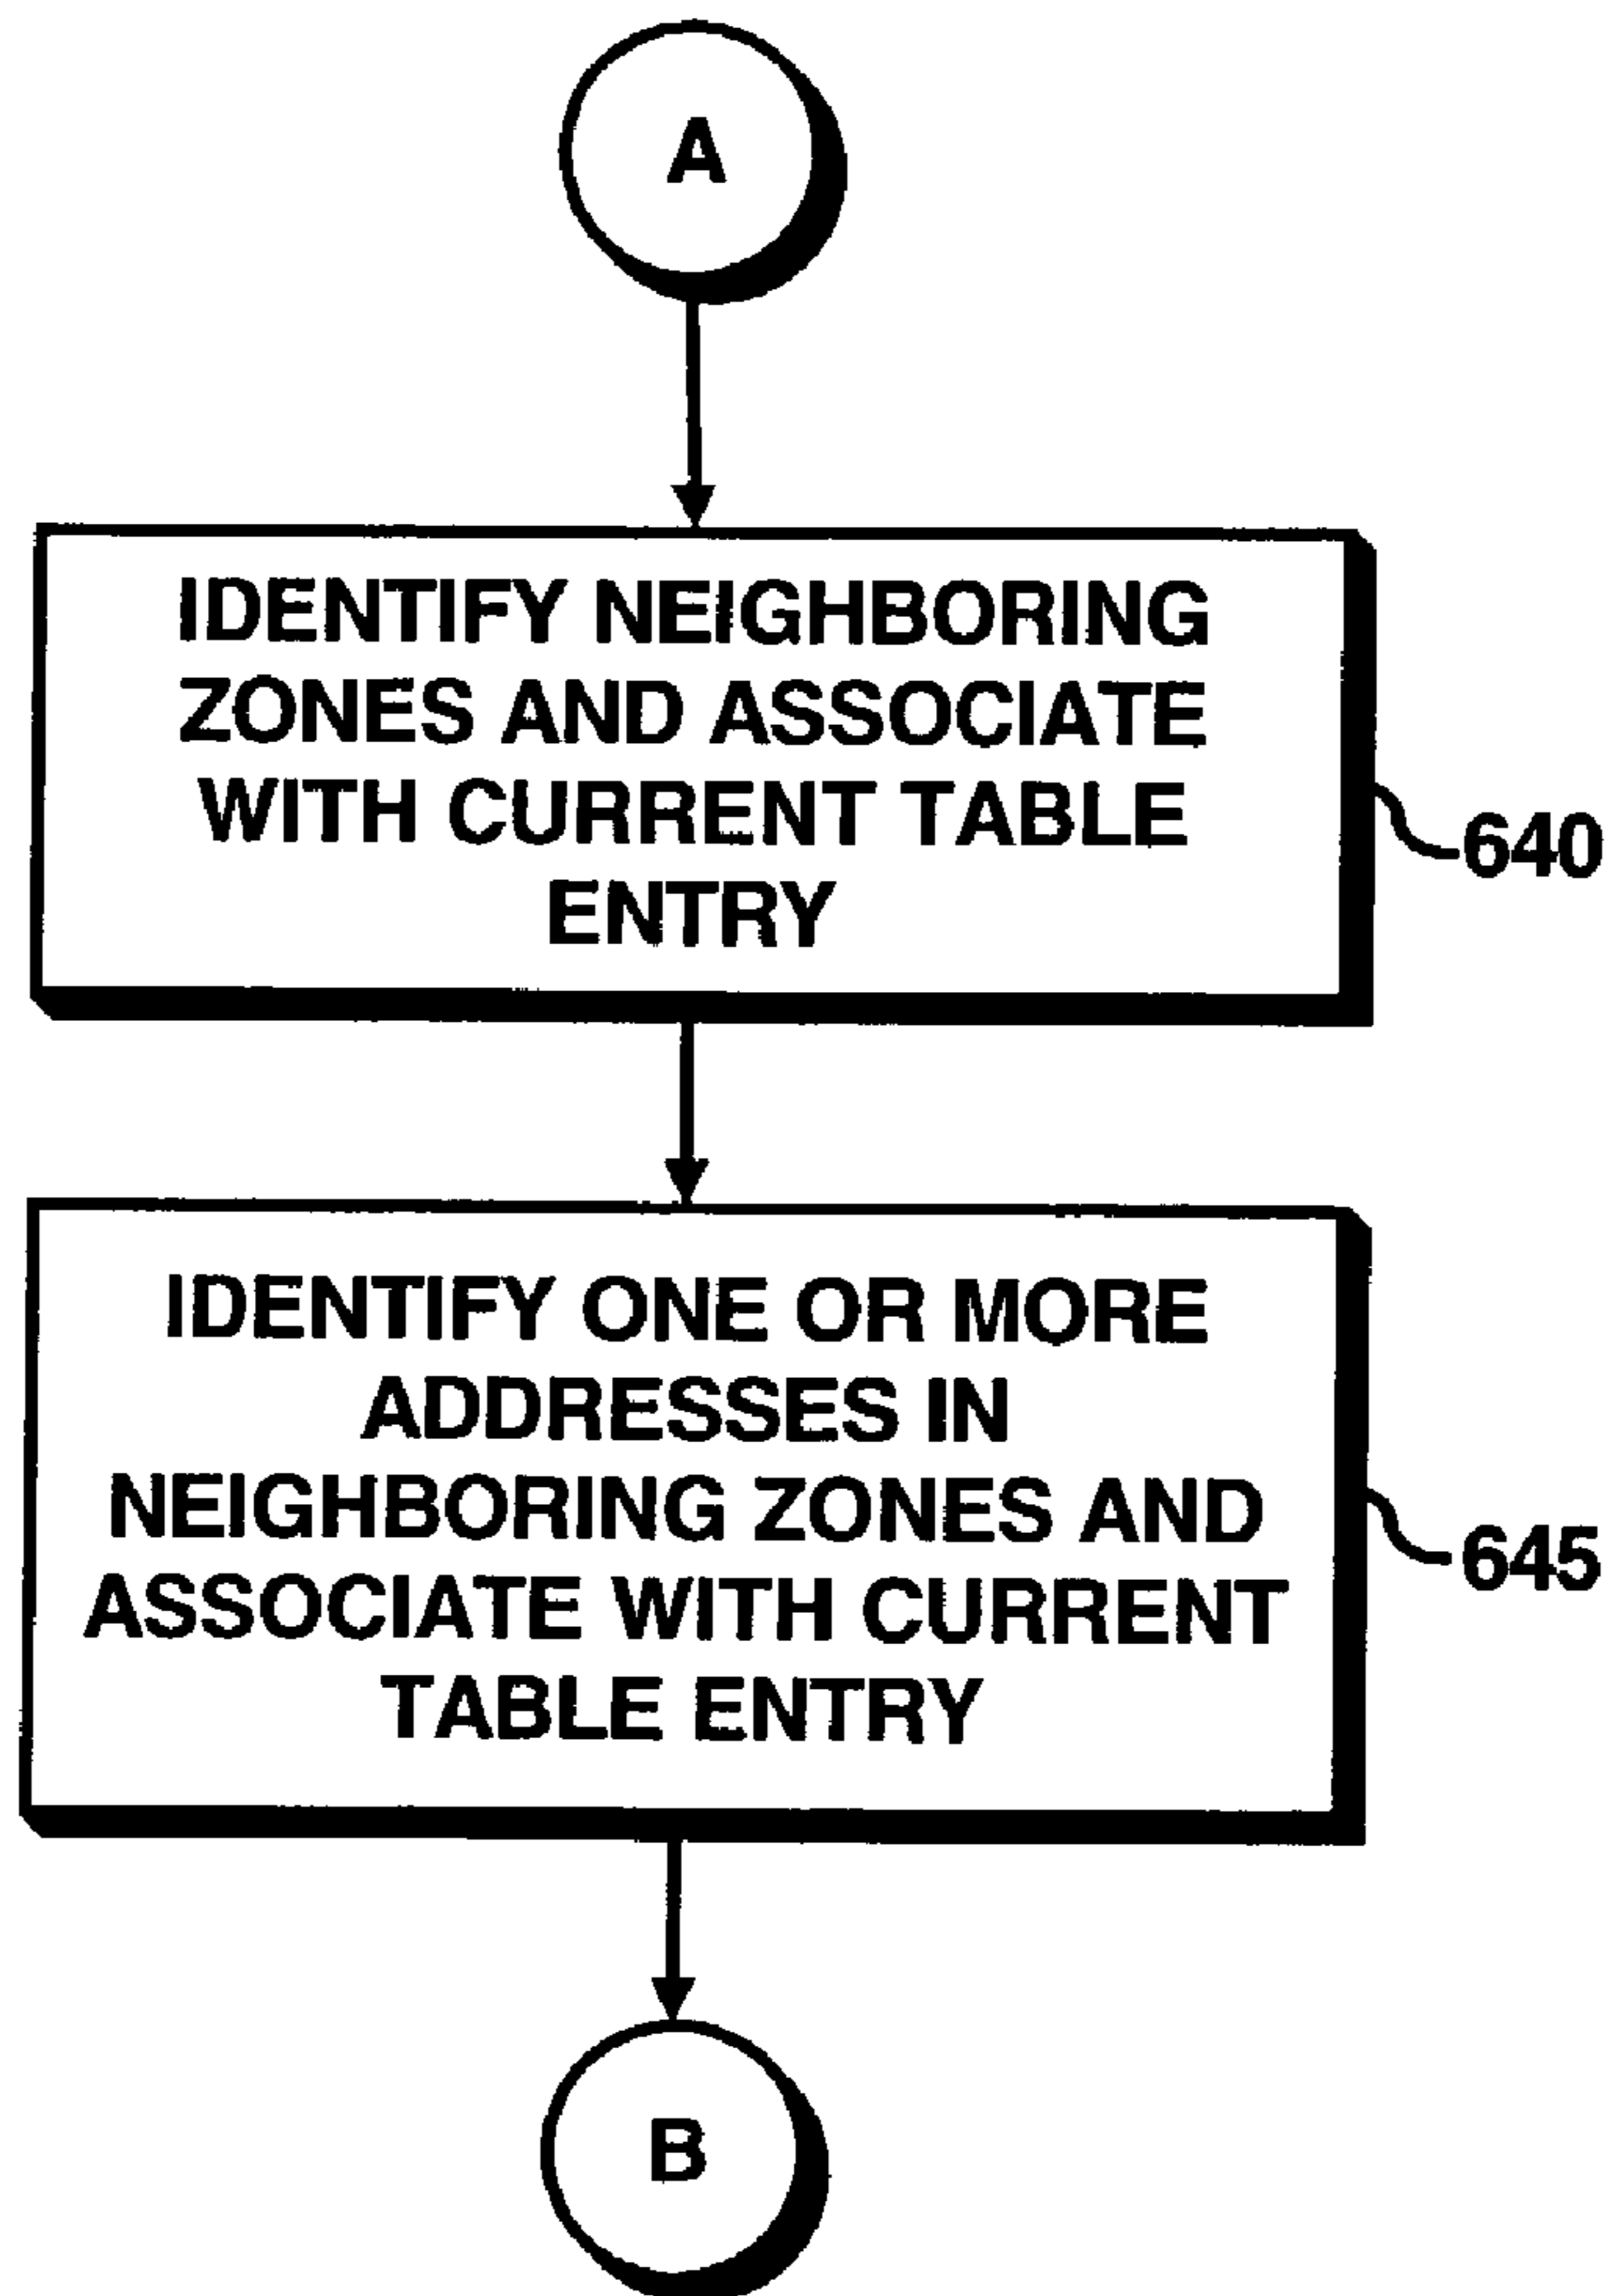 A
IDENTIFY NEIGHBORING
ZONES AND ASSOCIATE
WITH CURRENT TABLE
ENTRY
640
IDENTIFY ONE OR MORE
ADDRESSES IN
NEIGHBORING ZONES AND
ASSOCIATE WITH CURRENT
TABLE ENTRY
645
B